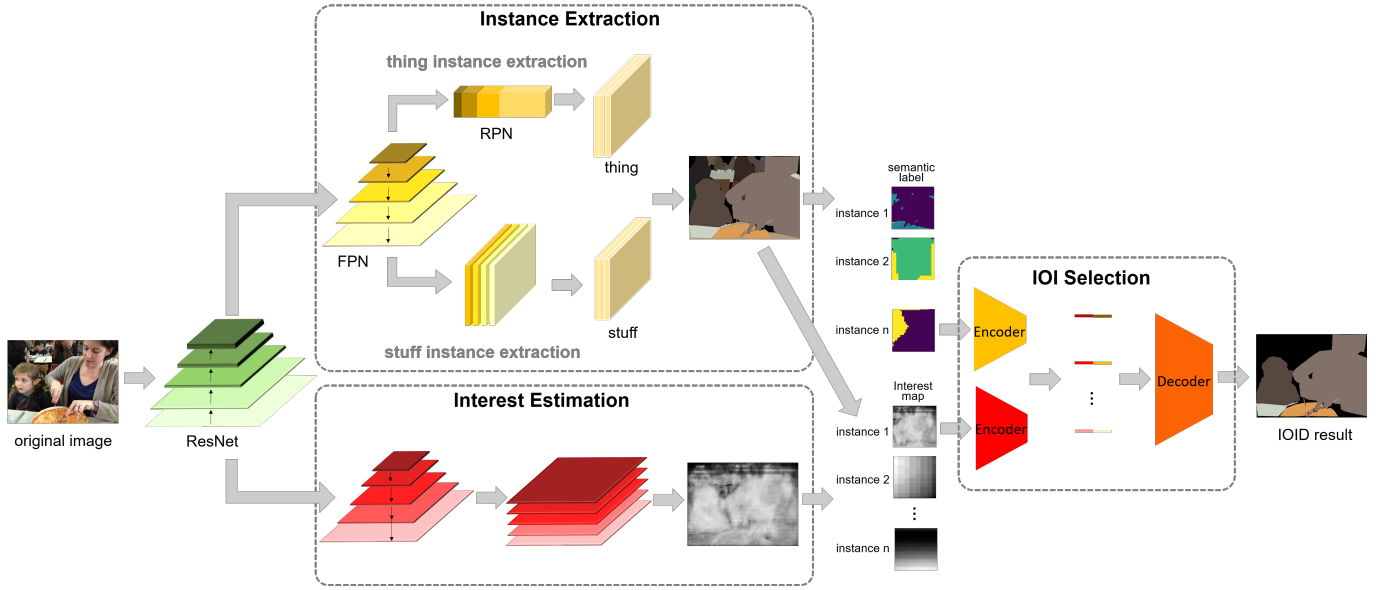 Instance Extraction
thing instance extraction
RPN
thing
FPN
stuff
stuff instance extraction
original image
ResNet
Interest Estimation
semantic
label
instance 1
instance 2
instance n
Interest
map
instance 1
instance 2
⋮
instance n
IOI Selection
Encoder
Encoder
⋮
Decoder
IOID result